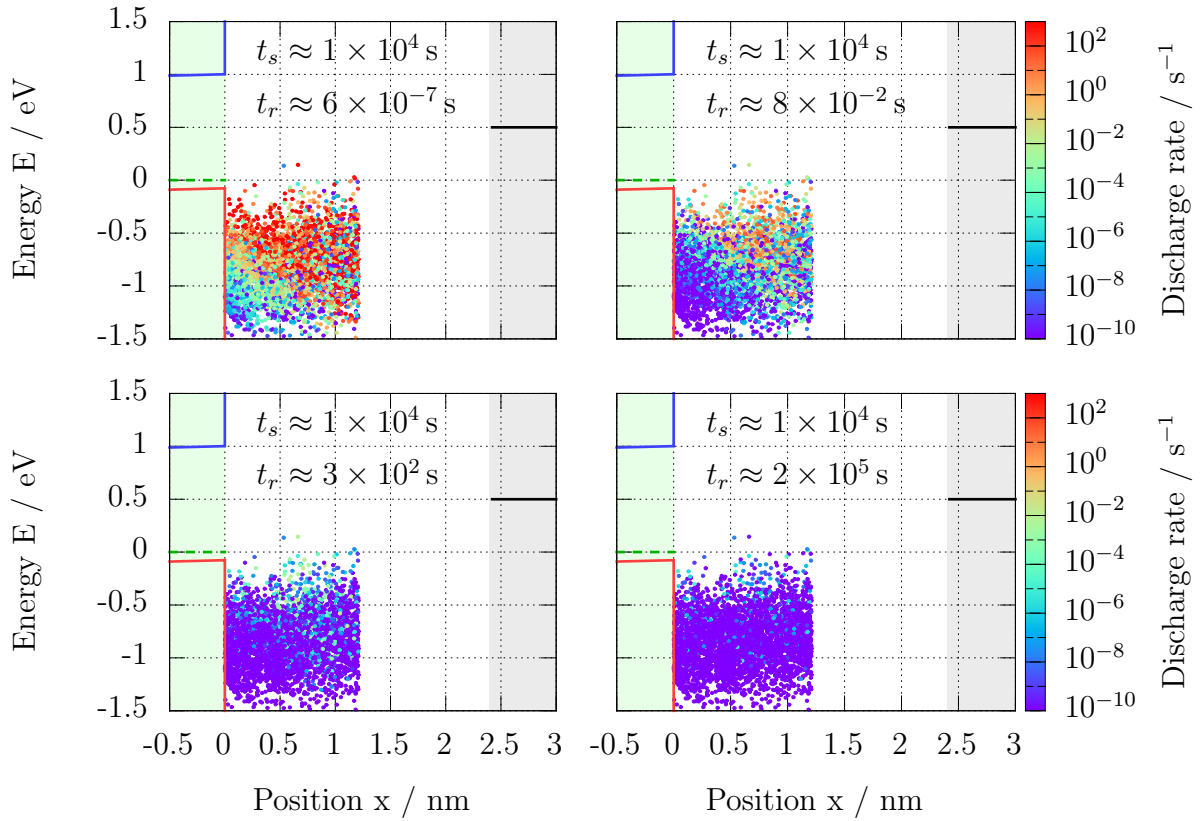 1.5
1
0.5
0
-0.5
-1
-1.5
Energy E / eV
t_s ≈ 1 × 10^4 s
t_r ≈ 6 × 10^-7 s
t_s ≈ 1 × 10^4 s
t_r ≈ 8 × 10^-2 s
10^2
10^0
10^-2
10^-4
10^-6
10^-8
10^-10
Discharge rate / s^-1
1.5
1
0.5
0
-0.5
-1
-1.5
Energy E / eV
t_s ≈ 1 × 10^4 s
t_r ≈ 3 × 10^2 s
t_s ≈ 1 × 10^4 s
t_r ≈ 2 × 10^5 s
10^2
10^0
10^-2
10^-4
10^-6
10^-8
10^-10
Discharge rate / s^-1
-0.5 0 0.5 1 1.5 2 2.5 3
-0.5 0 0.5 1 1.5 2 2.5 3
Position x / nm
Position x / nm